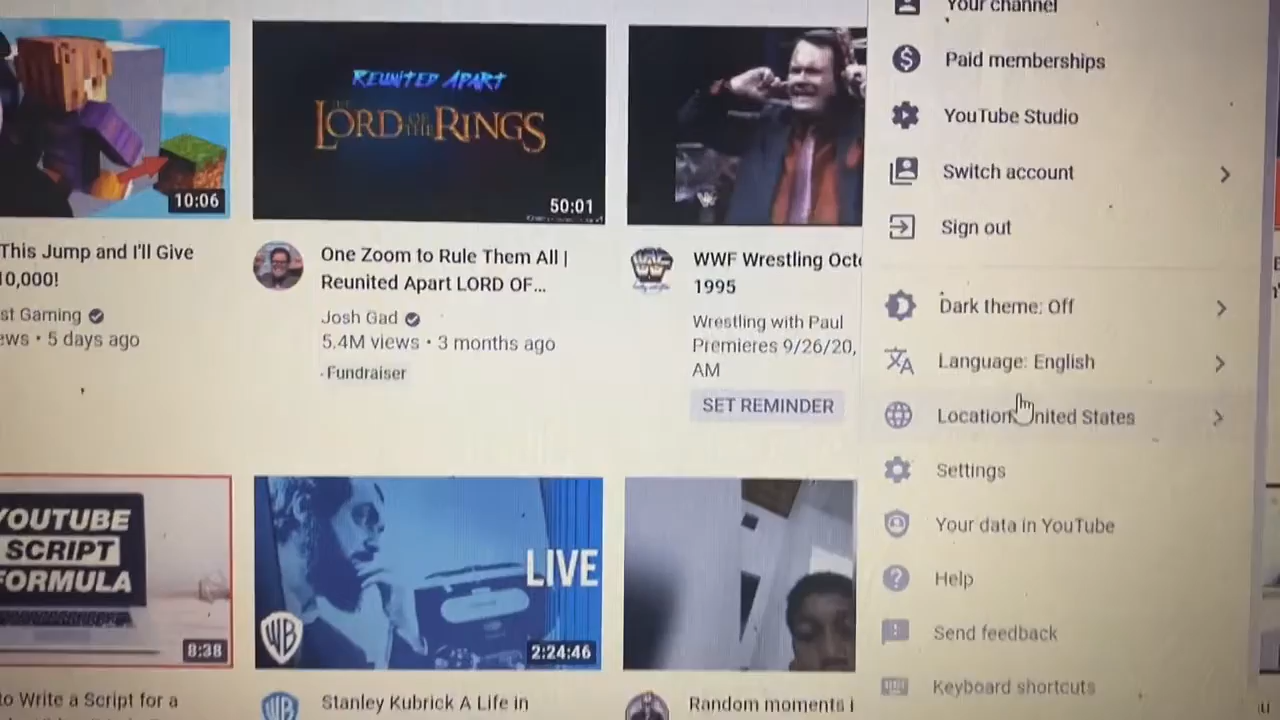 10:06
This Jump and I'll Give
10,000!
st Gaming
ews • 5 days ago
REUNITED APART
THE
LORD OF THE RINGS
50:01
One Zoom to Rule Them All |
Reunited Apart LORD OF...
Josh Gad
5.4M views • 3 months ago
Fundraiser
WWF Wrestling Octo
1995
Wrestling with Paul
Premieres 9/26/20,
AM
SET REMINDER
YOUTUBE
SCRIPT
FORMULA
8:38
to Write a Script for a
LIVE
WB
2:24:46
WB
Stanley Kubrick A Life in
Random moments i
Your channel
Paid memberships
YouTube Studio
Switch account
Sign out
Dark theme: Off
Language: English
Location: United States
Settings
Your data in YouTube
Help
Send feedback
Keyboard shortcuts